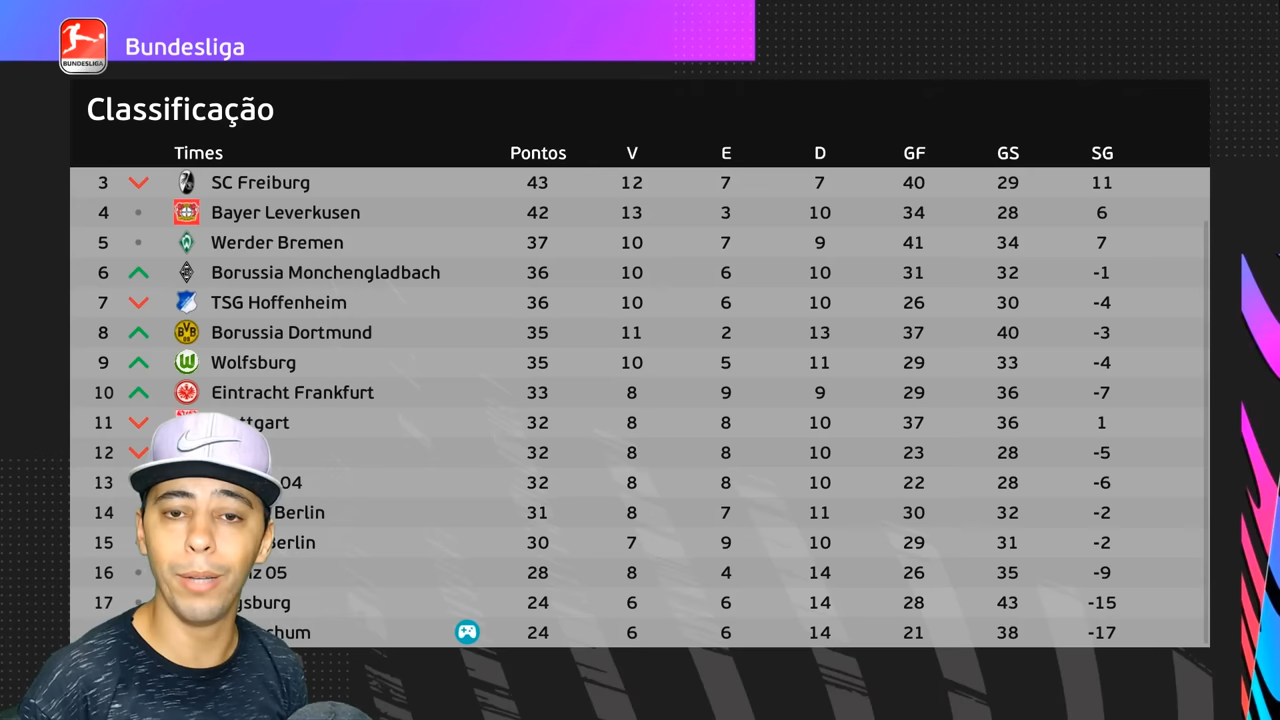 BUNDESLIGA
Bundesliga
Classificação
Times Pontos V E D GF GS SG
3 SC Freiburg 43 12 7 7 40 29 11
4 Bayer Leverkusen 42 13 3 10 34 28 6
5 Werder Bremen 37 10 7 9 41 34 7
6 Borussia Monchengladbach 36 10 6 10 31 32 -1
7 TSG Hoffenheim 36 10 6 10 26 30 -4
8 BVB 09 Borussia Dortmund 35 11 2 13 37 40 -3
9 W Wolfsburg 35 10 5 11 29 33 -4
10 Eintracht Frankfurt 33 8 9 9 29 36 -7
11 ttgart 32 8 8 10 37 36 1
12 32 8 8 10 23 28 -5
13 04 32 8 8 10 22 28 -6
14 Berlin 31 8 7 11 30 32 -2
15 Berlin 30 7 9 10 29 31 -2
16 nz 05 28 8 4 14 26 35 -9
17 gsburg 24 6 6 14 28 43 -15
chum 24 6 6 14 21 38 -17